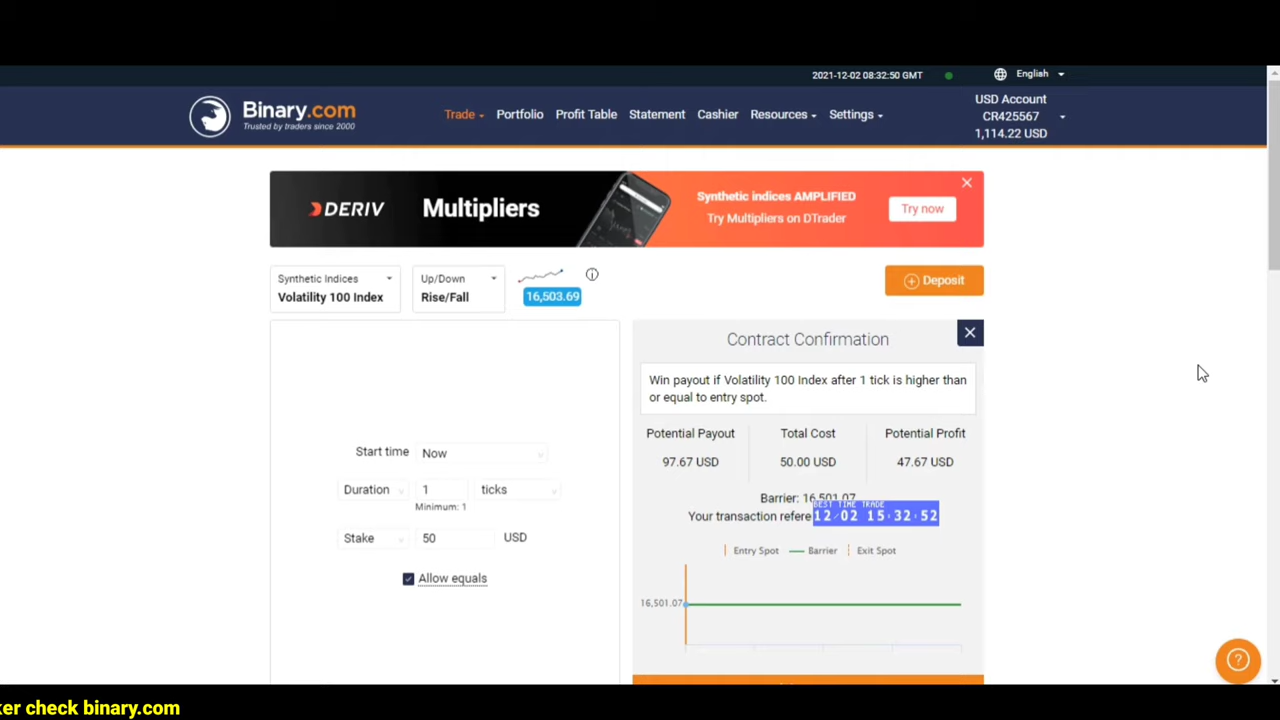 2021-12-02 08:32:50 GMT
English
Binary.com
Trusted by traders since 2000
Trade
Portfolio
Profit Table
Statement
Cashier
Resources
Settings
USD Account
CR425567
1,114.22 USD
DERIV
Multipliers
Synthetic indices AMPLIFIED
Try Multipliers on DTrader
Try now
Synthetic Indices
Volatility 100 Index
Up/Down
Rise/Fall
16,503.69
Deposit
Contract Confirmation
Win payout if Volatility 100 Index after 1 tick is higher than
or equal to entry spot.
Potential Payout
Total Cost
Potential Profit
97.67 USD
50.00 USD
47.67 USD
Start time
Now
Duration
1
ticks
Minimum: 1
Stake
50
USD
Allow equals
Barrier: 16,501.07
Your transaction refere
BEST TIME TRADE
12/02 15:32:52
Entry Spot
Barrier
Exit Spot
16,501.07
ker check binary.com